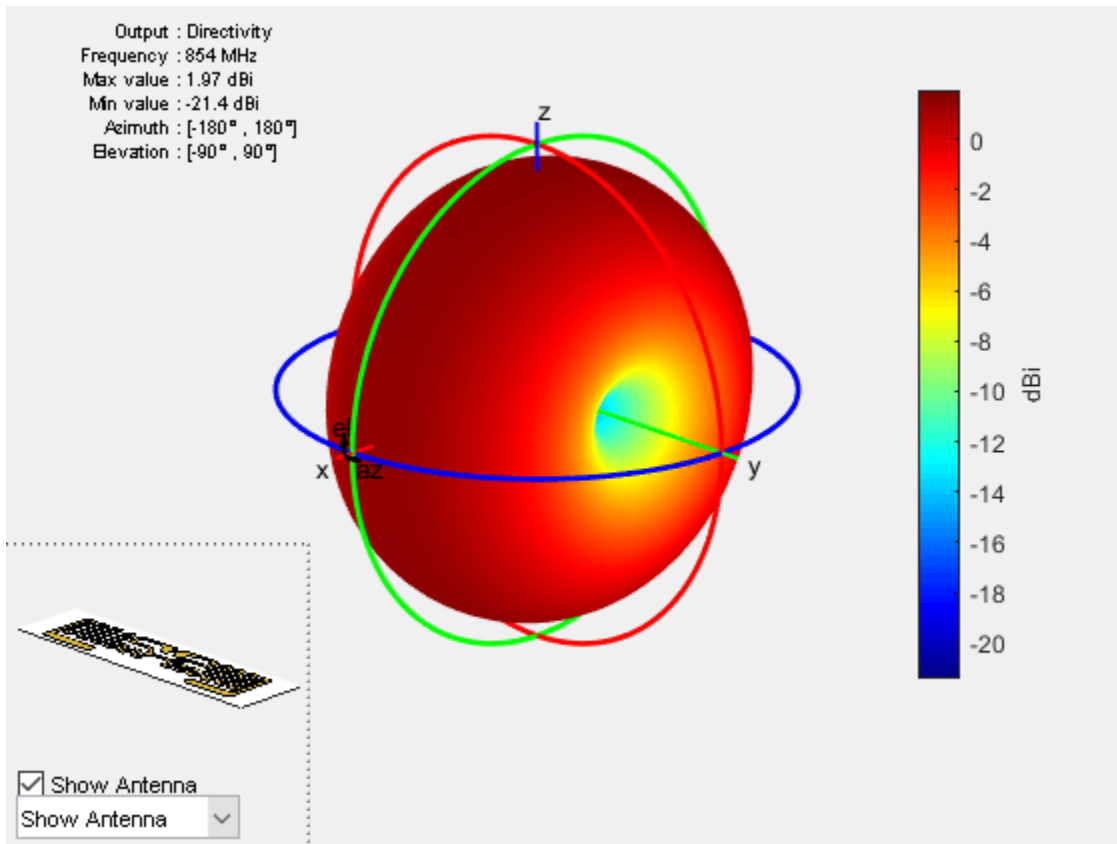 Output : Directivity
Frequency : 854 MHz
Max value : 1.97 dBi
Min value : -21.4 dBi
Azimuth : [-180° , 180°]
Elevation : [-90° , 90°]
z
0
-2
-4
-6
-8
-10
-12
-14
-16
-18
-20
dBi
el
x
az
y
Show Antenna
Show Antenna